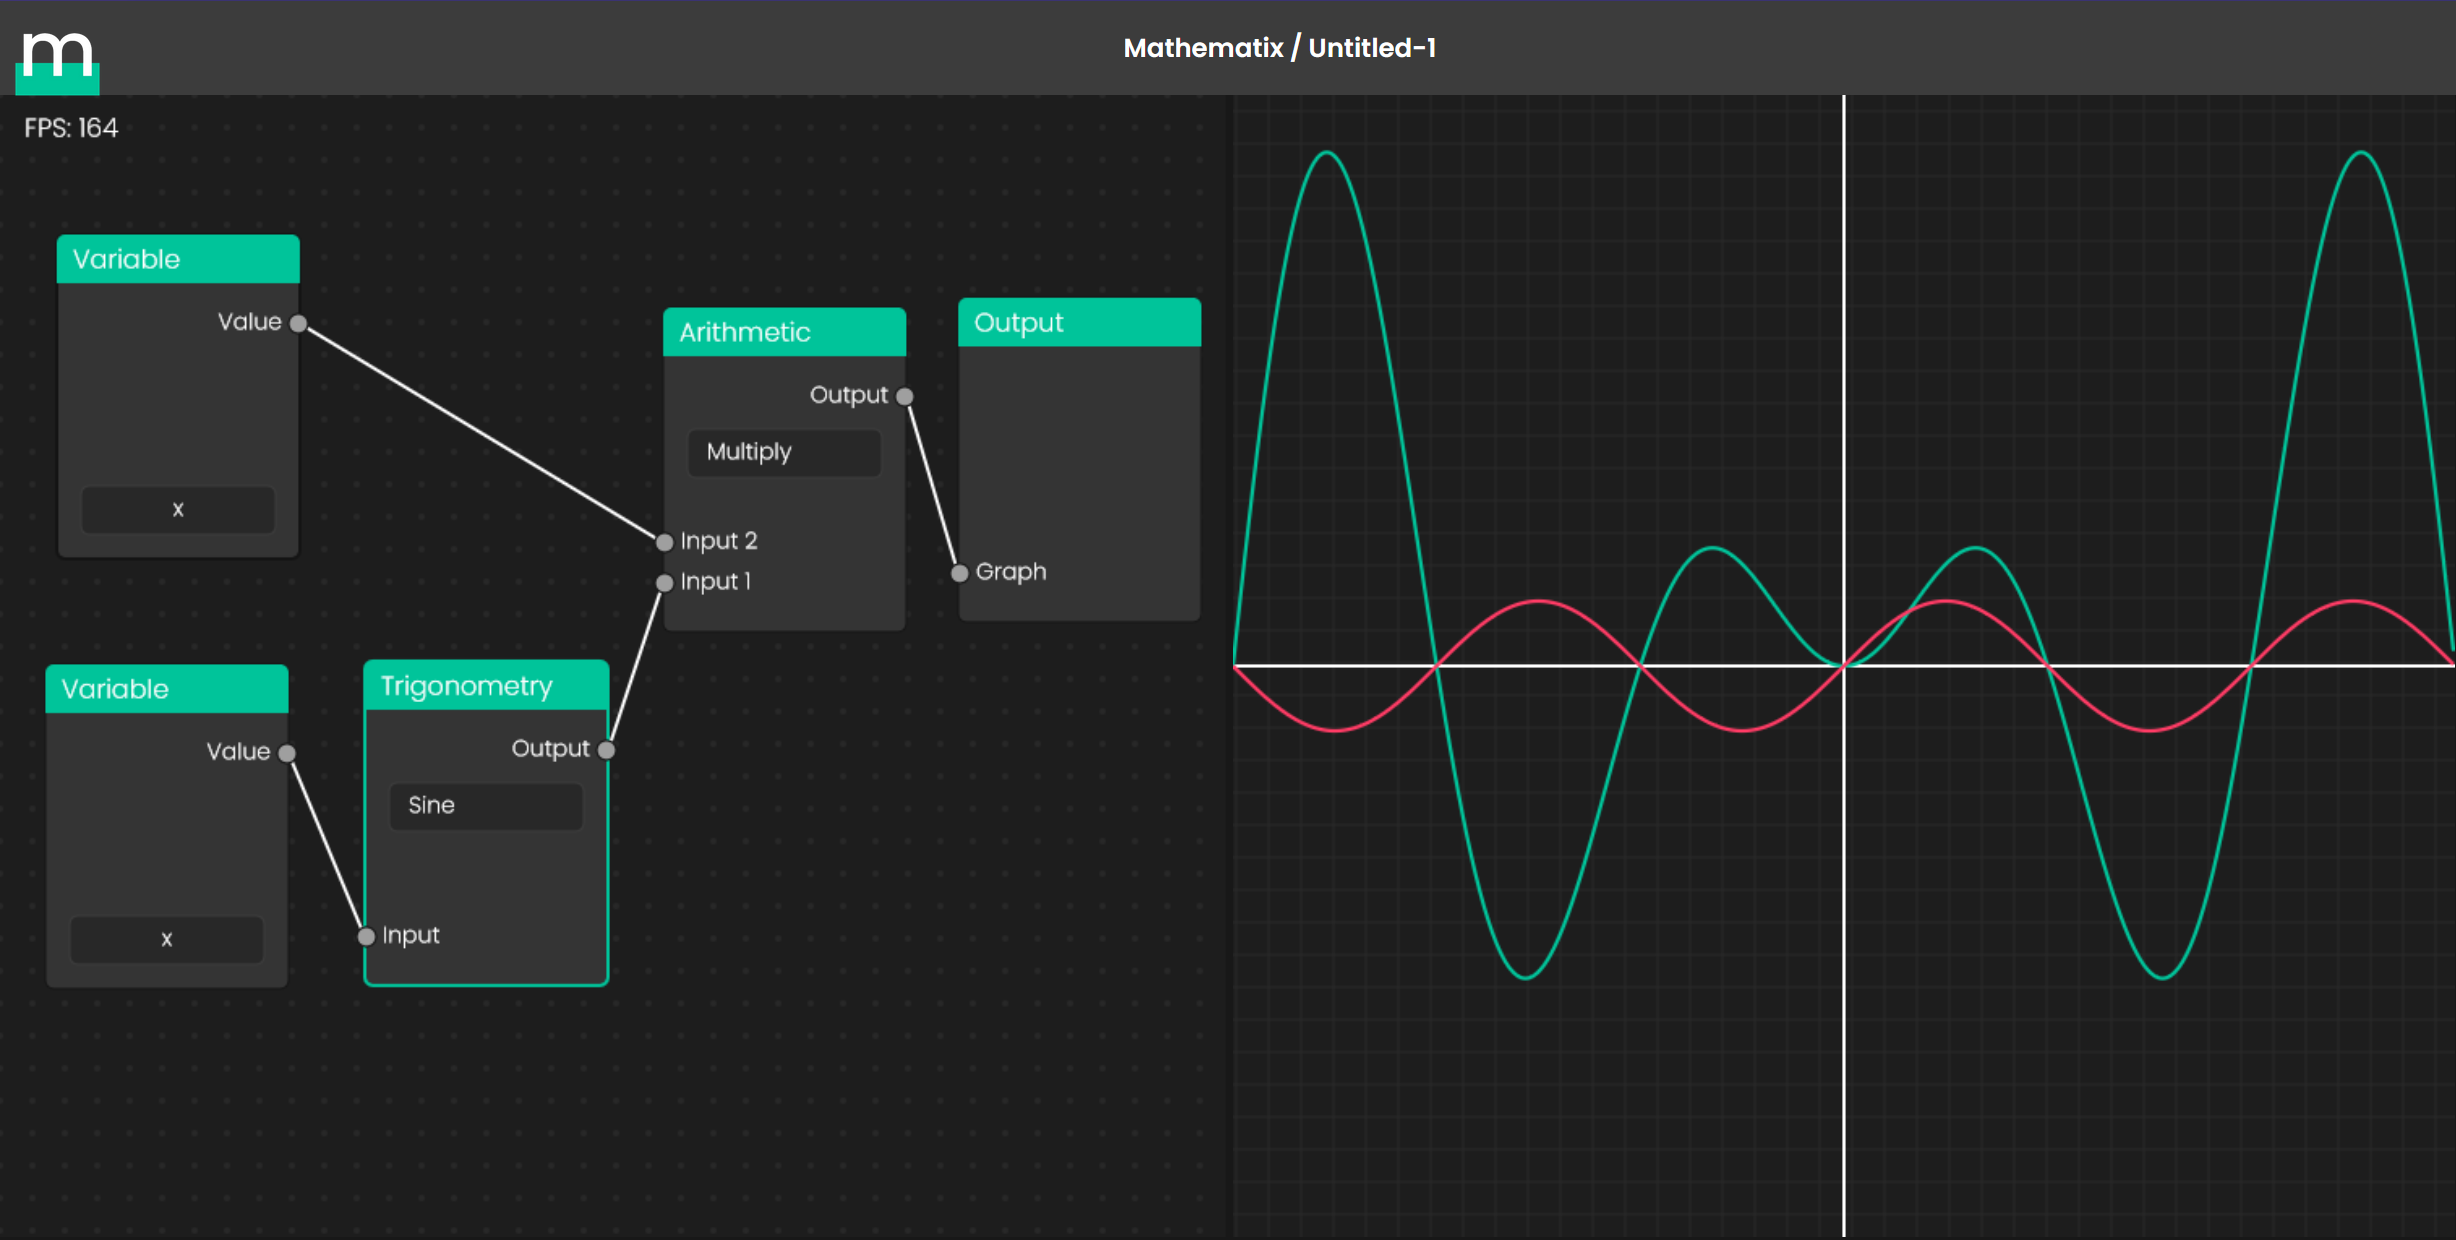 m
Mathematix / Untitled-1
FPS: 164
Variable
Value
x
Arithmetic
Output
Multiply
Input 2
Input 1
Output
Graph
Variable
Value
x
Trigonometry
Output
Sine
Input